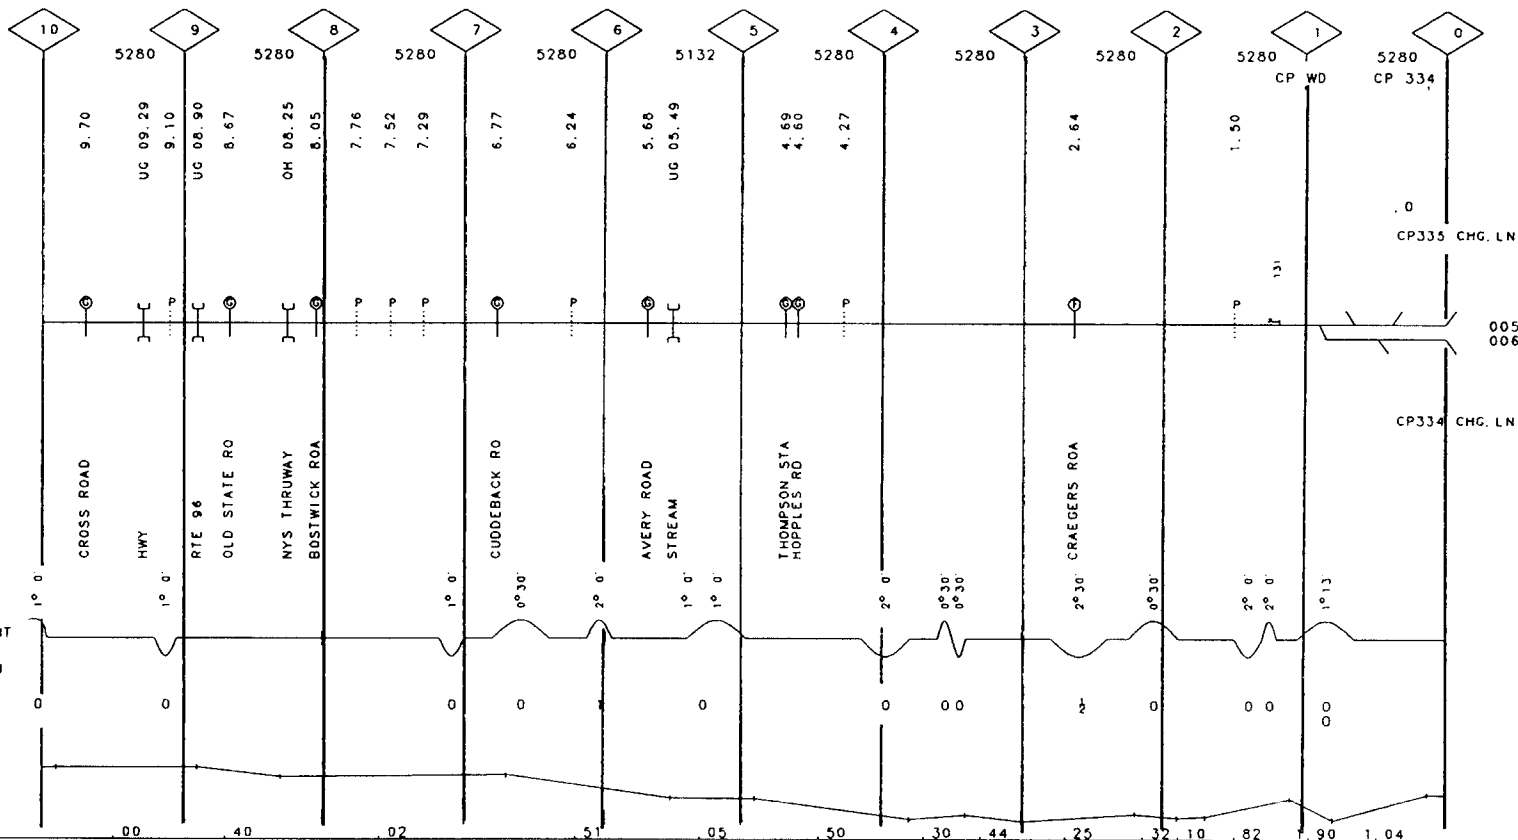 10 9 8 7 6 5 4 3 2 1 0
5280 5280 5280 5280 5132 5280 5280 5280 5280 5280
CP WD CP 334
9.70
UG 09.29
9.10
UG 08.90
8.67
OH 08.25
8.05
7.76
7.52
7.29
6.77
6.24
5.68
UG 05.49
4.69
4.60
4.27
2.64
1.50
.0
CP335 CHG. LN
131
G P G G P P P G P G G G P F P
005
006
CP334 CHG. LN
CROSS ROAD
HWY
RTE 96
OLD STATE RO
NYS THRUWAY
BOSTWICK ROA
CUDDEBACK RO
AVERY ROAD
STREAM
THOMPSON STA
HOPPLES RD
CRAEGERS ROA
1° 0'
1° 0'
1° 0'
0°30'
2° 0'
1° 0'
1° 0'
2° 0'
0°30'
0°30'
2°30'
0°30'
2° 0'
2° 0'
1°13'
0 0 0 0 1 0 0 0 0 ½ 0 0 0 0
0
.00 .40 .02 .51 .05 .50 .30 .44 .25 .32 .10 .82 1.90 1.04